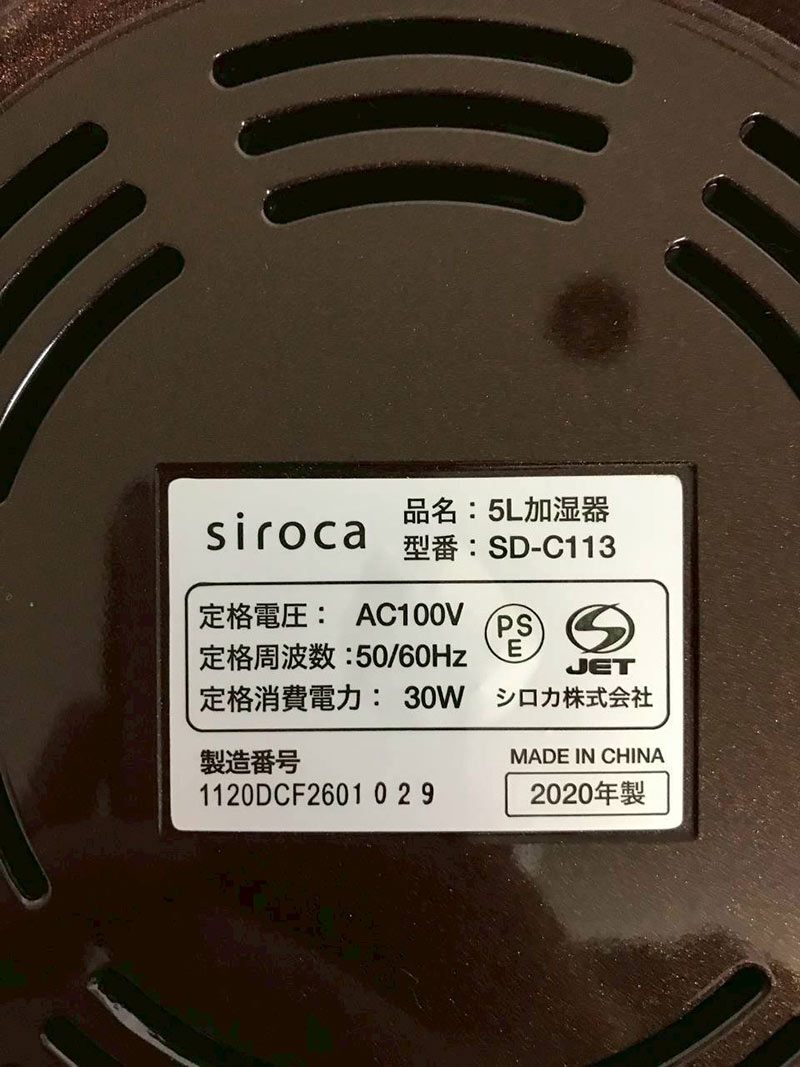 siroca
品名：5L加湿器
型番：SD-C113
定格電圧： AC100V
定格周波数：50/60Hz
定格消費電力： 30W
PS
E
JET
シロカ株式会社
製造番号
1120DCF2601 0 2 9
MADE IN CHINA
2020年製